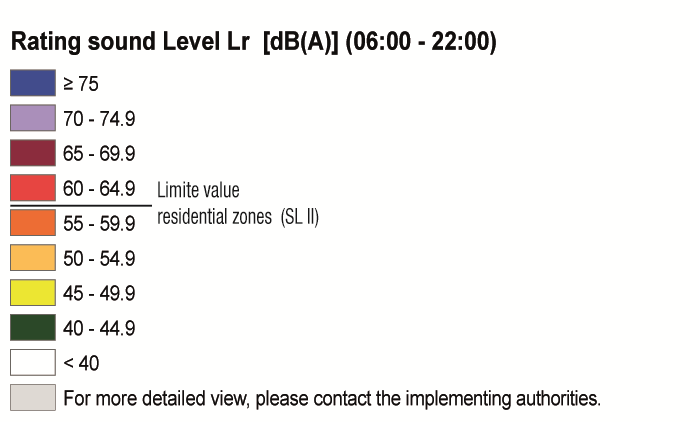 Rating sound Level Lr [dB(A)] (06:00 - 22:00)
≥ 75
70 - 74.9
65 - 69.9
60 - 64.9
Limite value
residential zones (SL II)
55 - 59.9
50 - 54.9
45 - 49.9
40 - 44.9
< 40
For more detailed view, please contact the implementing authorities.